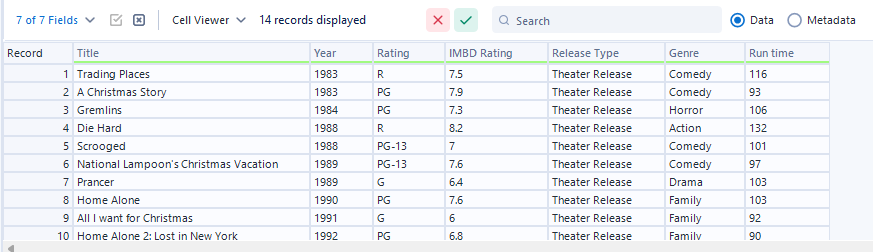 7 of 7 Fields Cell Viewer 14 records displayed Search Data Metadata
Record Title Year Rating IMBD Rating Release Type Genre Run time
1 Trading Places 1983 R 7.5 Theater Release Comedy 116
2 A Christmas Story 1983 PG 7.9 Theater Release Comedy 93
3 Gremlins 1984 PG 7.3 Theater Release Horror 106
4 Die Hard 1988 R 8.2 Theater Release Action 132
5 Scrooged 1988 PG-13 7 Theater Release Comedy 101
6 National Lampoon's Christmas Vacation 1989 PG-13 7.6 Theater Release Comedy 97
7 Prancer 1989 G 6.4 Theater Release Drama 103
8 Home Alone 1990 PG 7.6 Theater Release Family 103
9 All I want for Christmas 1991 G 6 Theater Release Family 92
10 Home Alone 2: Lost in New York 1992 PG 6.8 Theater Release Family 90